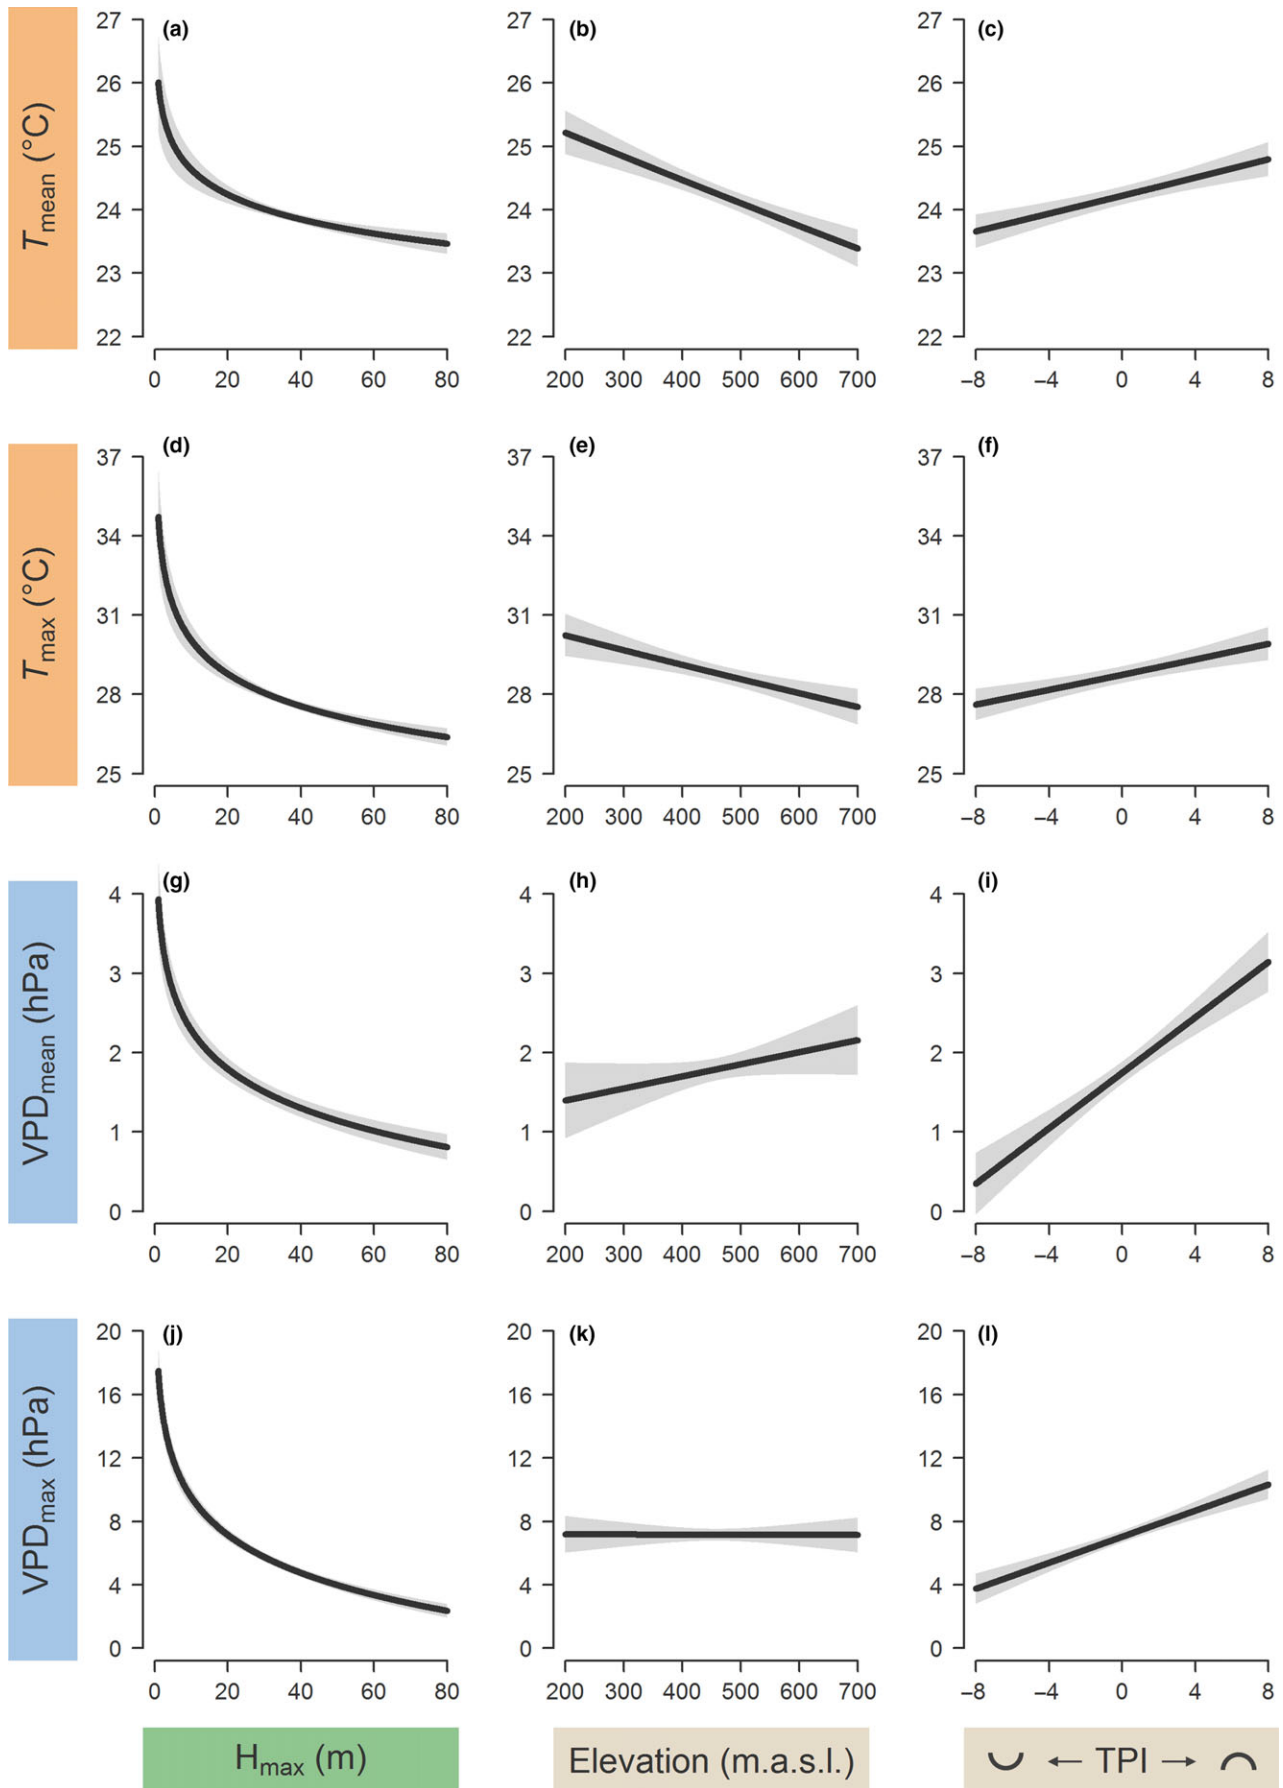 (a) (b) (c)
T mean (°C)
27 26 25 24 23 22
27 26 25 24 23 22
27 26 25 24 23 22
0 20 40 60 80
200 300 400 500 600 700
−8 −4 0 4 8
(d) (e) (f)
T max (°C)
37 34 31 28 25
37 34 31 28 25
37 34 31 28 25
0 20 40 60 80
200 300 400 500 600 700
−8 −4 0 4 8
(g) (h) (i)
VPD mean (hPa)
4 3 2 1 0
4 3 2 1 0
4 3 2 1 0
0 20 40 60 80
200 300 400 500 600 700
−8 −4 0 4 8
(j) (k) (l)
VPD max (hPa)
20 16 12 8 4 0
20 16 12 8 4 0
20 16 12 8 4 0
0 20 40 60 80
200 300 400 500 600 700
−8 −4 0 4 8
H max (m)
Elevation (m.a.s.l.)
← TPI →